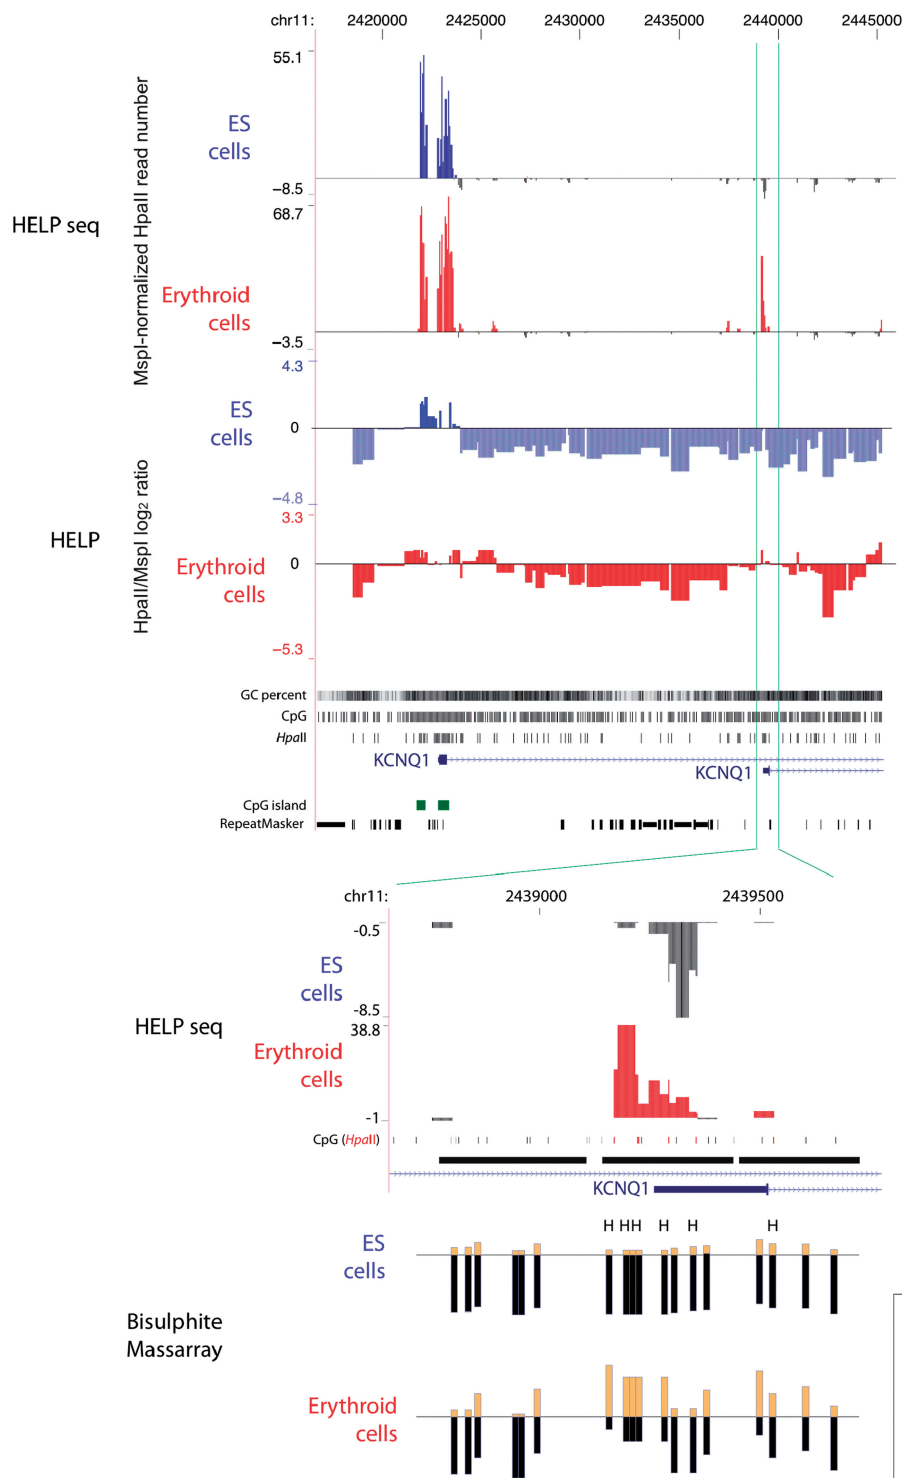 chr11: 2420000 2425000 2430000 2435000 2440000 2445000
55.1
ES
cells
−8.5
68.7
HELP seq
MspI-normalized HpaII read number
Erythroid
cells
−3.5
4.3
ES
cells
0
−4.8
3.3
HELP
HpaII/MspI log2 ratio
0
Erythroid
cells
−5.3
GC percent
CpG
HpaII
KCNQ1
KCNQ1
CpG island
RepeatMasker
chr11: 2439000 2439500
-0.5
ES
cells
-8.5
HELP seq
38.8
Erythroid
cells
-1
CpG (HpaII)
KCNQ1
H H H H H H
ES
cells
Bisulphite
Massarray
Erythroid
cells